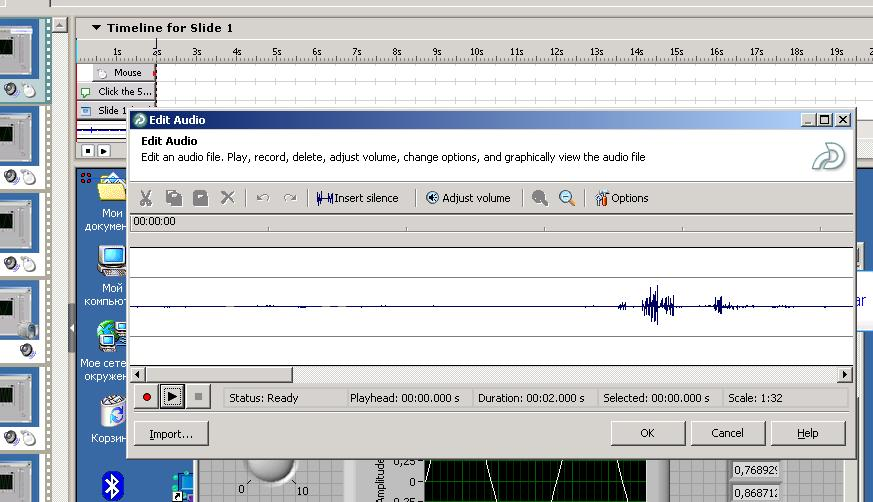 Timeline for Slide 1
1s 2s 3s 4s 5s 6s 7s 8s 9s 10s 11s 12s 13s 14s 15s 16s 17s 18s 19s
Mouse
Click the 5...
Slide 1
Edit Audio
Edit Audio
Edit an audio file. Play, record, delete, adjust volume, change options, and graphically view the audio file
Insert silence Adjust volume Options
00:00:00
Мои
докумен
Мой
компьют
Мое сете
окружен
Корзин
ar
Status: Ready Playhead: 00:00.000 s Duration: 00:02.000 s Selected: 00:00.000 s Scale: 1:32
Import... OK Cancel Help
0 10
Amplitude
0,25
0
0,25
0,76892
0,868712